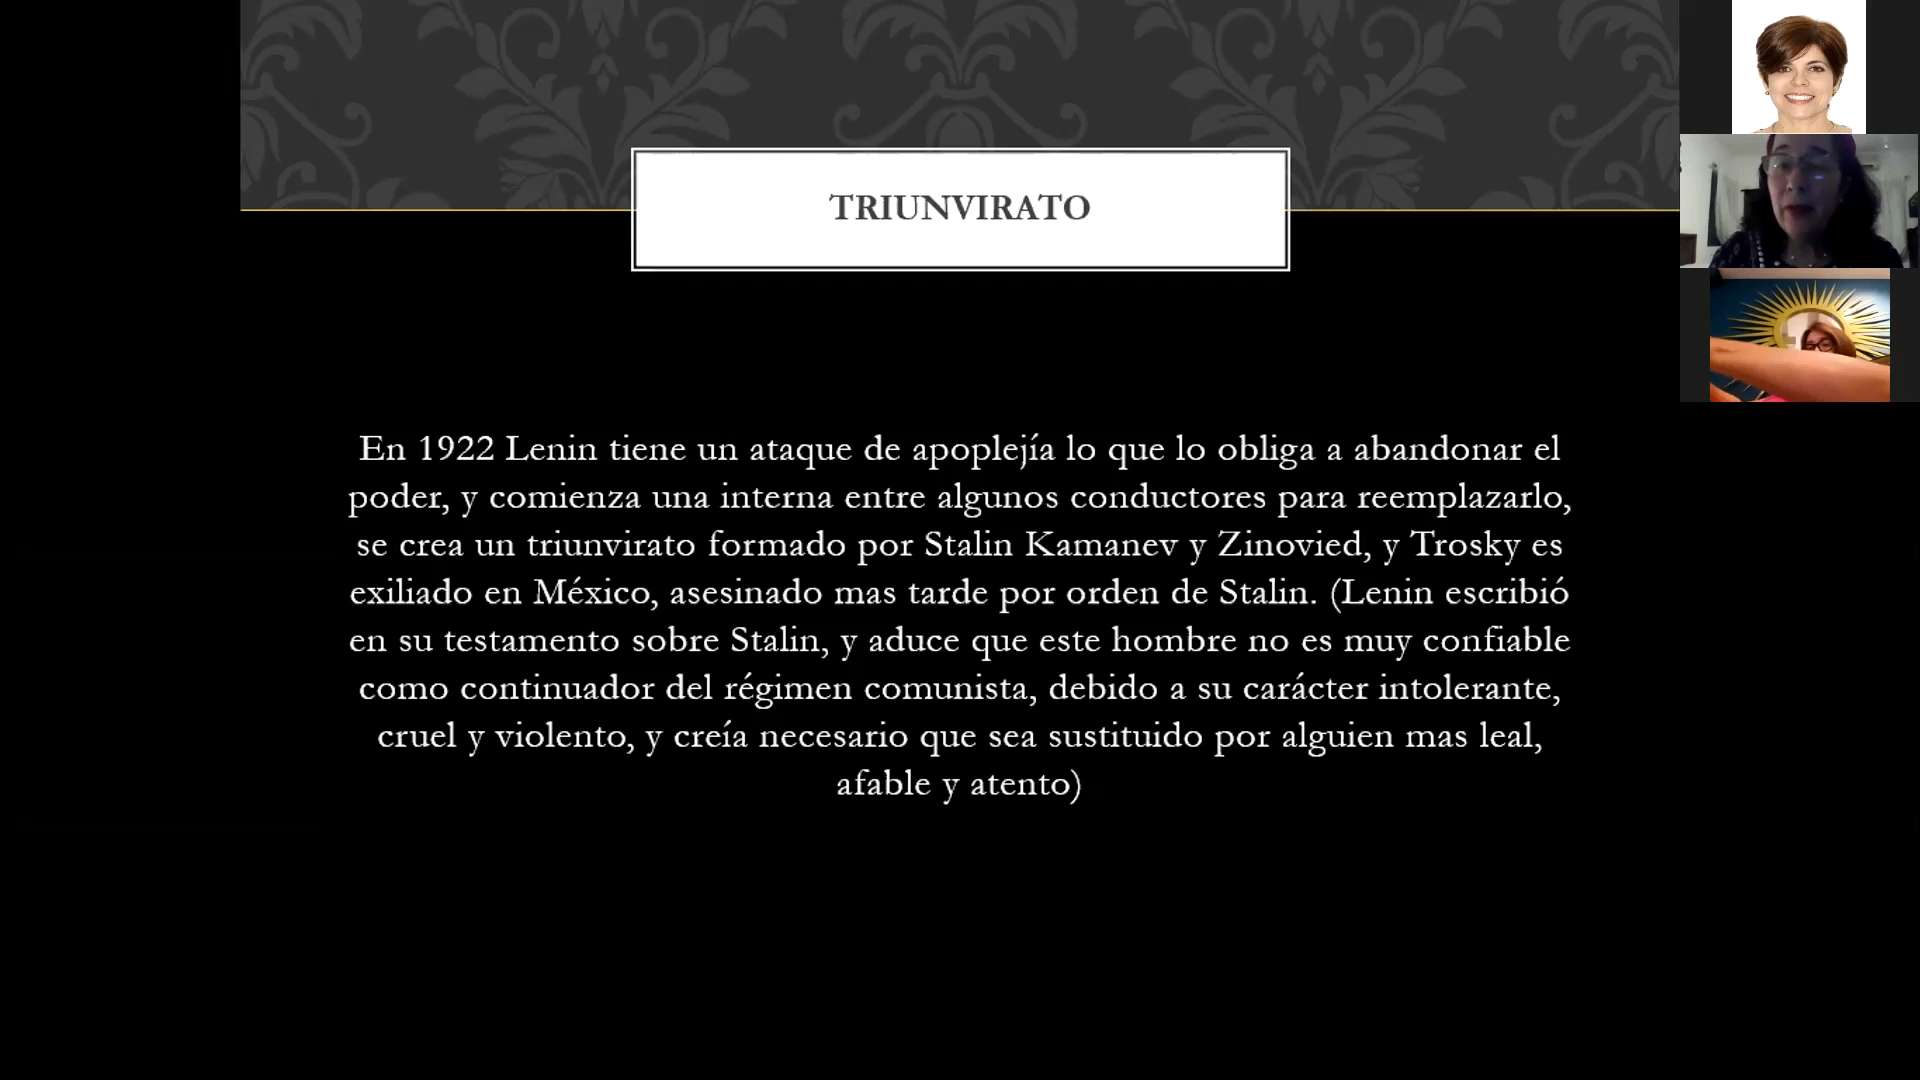 TRIUNVIRATO
En 1922 Lenin tiene un ataque de apoplejía lo que lo obliga a abandonar el
poder, y comienza una interna entre algunos conductores para reemplazarlo,
se crea un triunvirato formado por Stalin Kamanev y Zinovied, y Trosky es
exiliado en México, asesinado mas tarde por orden de Stalin. (Lenin escribió
en su testamento sobre Stalin, y aduce que este hombre no es muy confiable
como continuador del régimen comunista, debido a su carácter intolerante,
cruel y violento, y creía necesario que sea sustituido por alguien mas leal,
afable y atento)